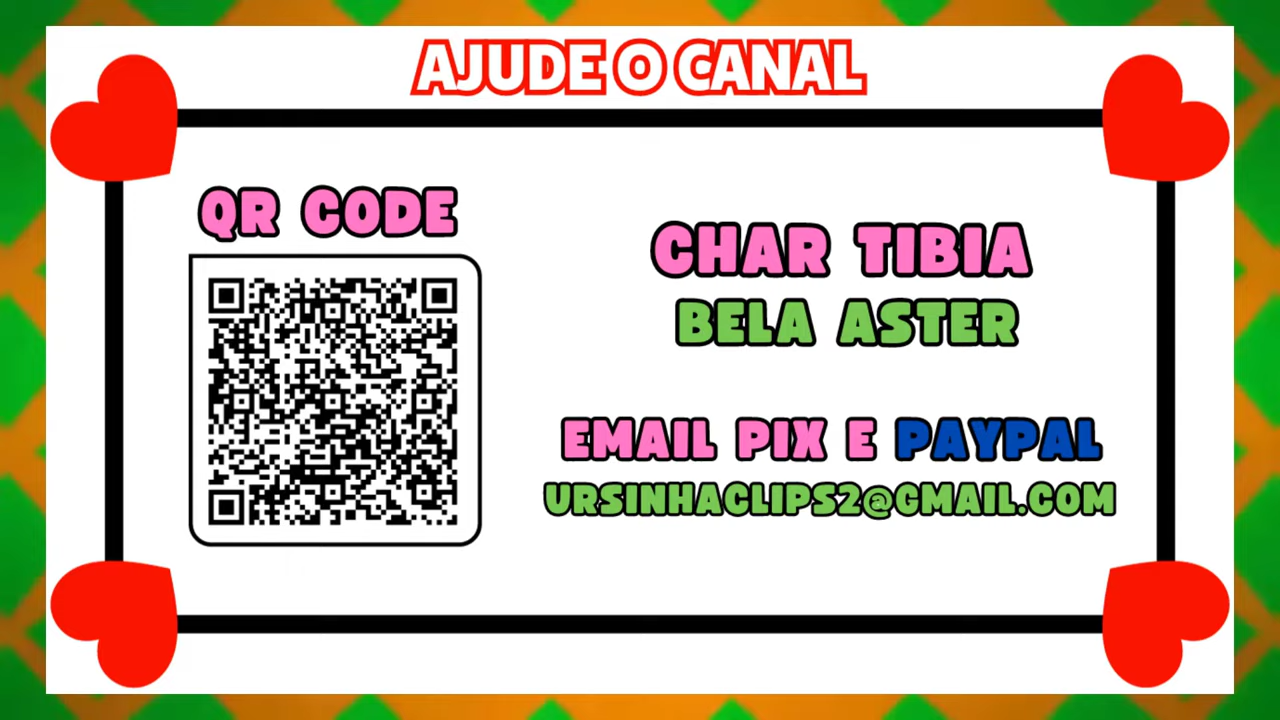 AJUDE O CANAL
QR CODE
CHAR TIBIA
BELA ASTER
EMAIL PIX E PAYPAL
URSINHACLIPS2@GMAIL.COM